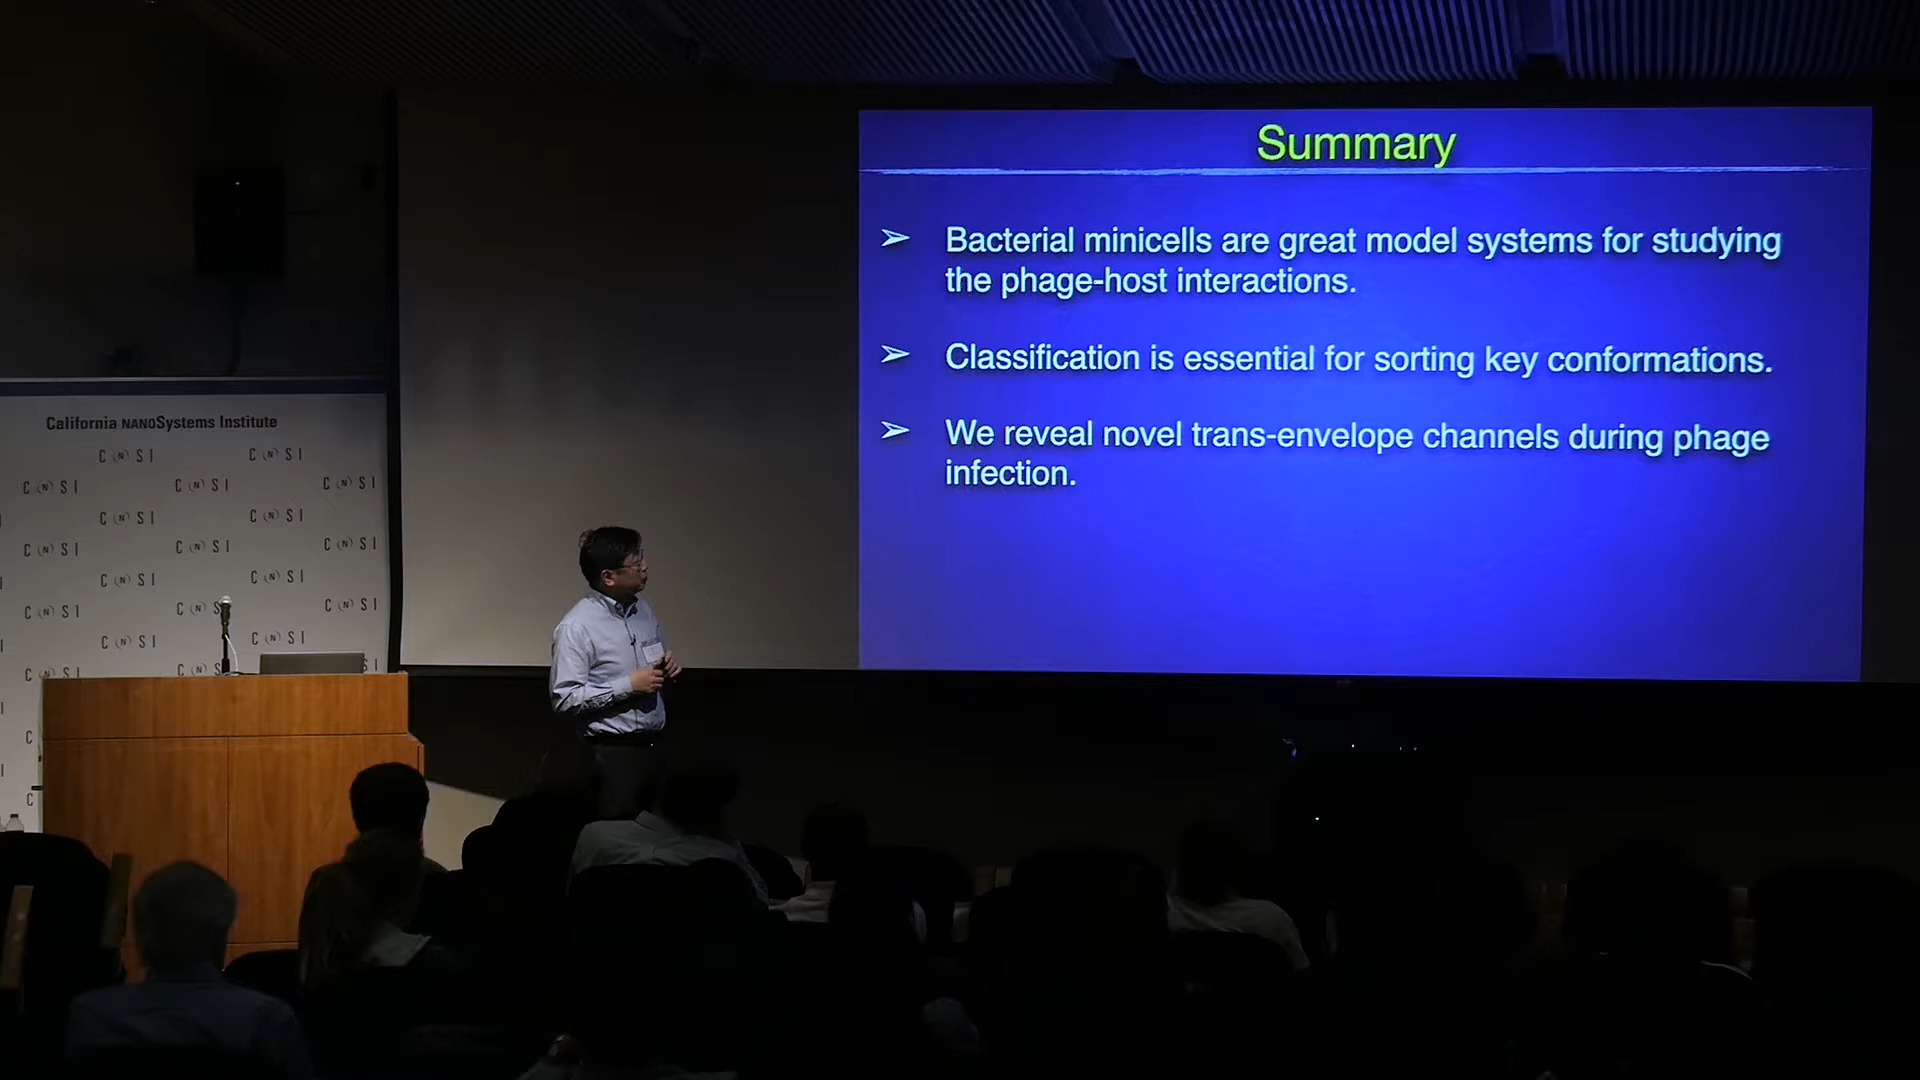 Summary
➢ Bacterial minicells are great model systems for studying
the phage-host interactions.
➢ Classification is essential for sorting key conformations.
➢ We reveal novel trans-envelope channels during phage
infection.
California NANOSystems Institute
C N S I C N S I
C N S I C N S I C N S I
C N S I C N S I
C N S I C N S I C N S I
C N S I C N S I
C N S I C N S C N S I
C N S I C N S I
C N S I C N S S I
C
C